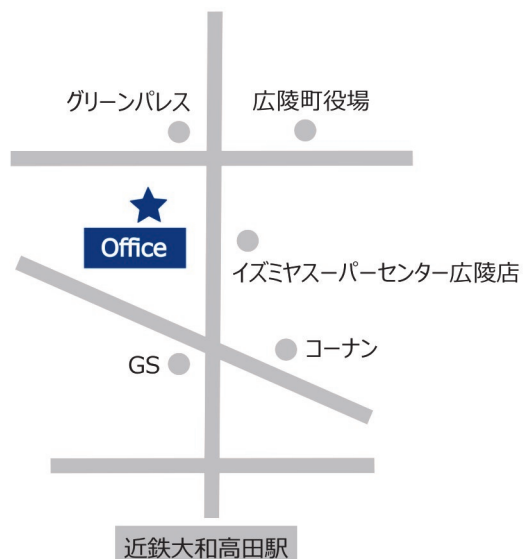 グリーンパレス
広陵町役場
Office
イズミヤスーパーセンター広陵店
コーナン
GS
近鉄大和高田駅